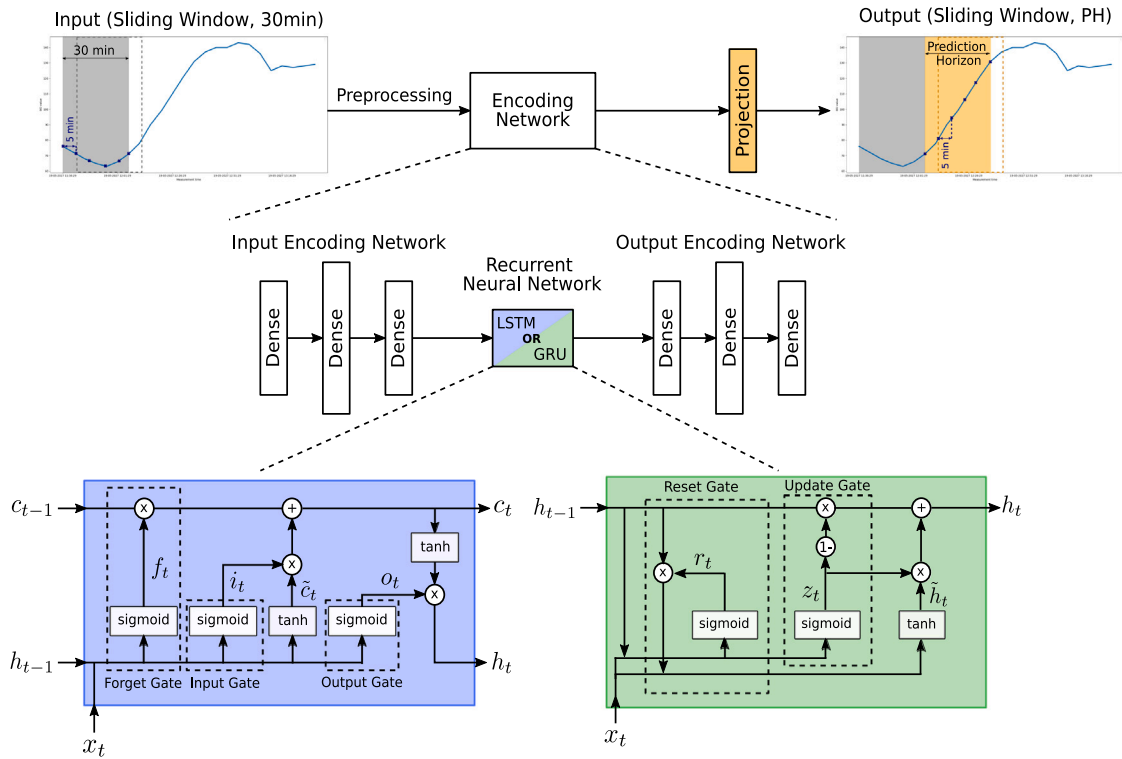 Input (Sliding Window, 30min)
Output (Sliding Window, PH)
30 min
5 min
Preprocessing
Encoding
Network
Projection
Prediction
Horizon
5 min
Input Encoding Network
Output Encoding Network
Recurrent
Neural Network
Dense
Dense
Dense
LSTM
OR
GRU
Dense
Dense
Dense
c_{t−1}
x
+
c_t
tanh
f_t
i_t
x
c̃_t
o_t
x
sigmoid
sigmoid
tanh
sigmoid
h_{t−1}
h_t
Forget Gate
Input Gate
Output Gate
x_t
Reset Gate
Update Gate
h_{t−1}
x
+
h_t
1-
x
r_t
z_t
x
h̃_t
sigmoid
sigmoid
tanh
x_t